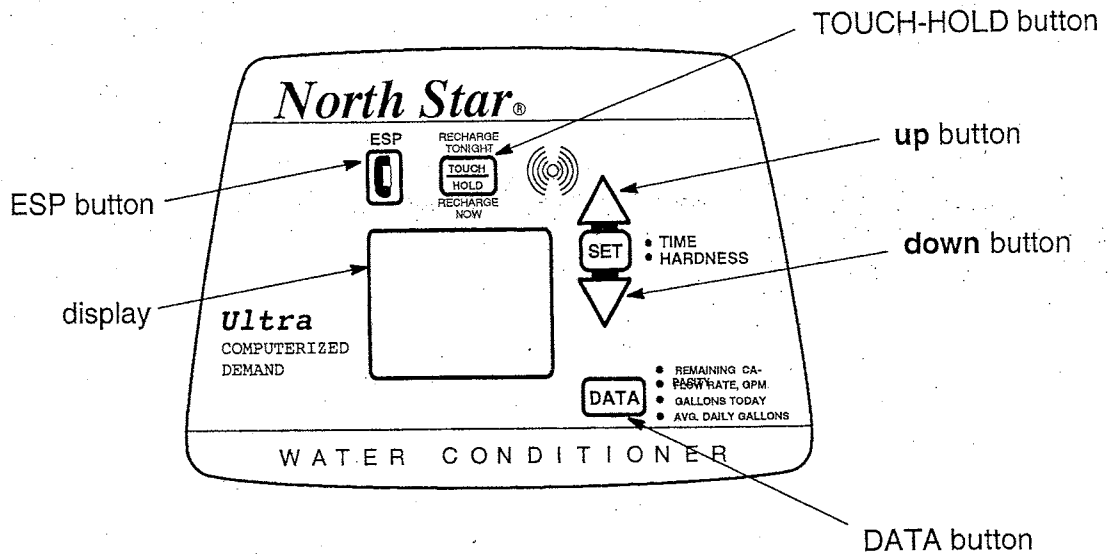 TOUCH-HOLD button
North Star®
ESP
RECHARGE
TONIGHT
TOUCH
HOLD
RECHARGE
NOW
up button
ESP button
SET
• TIME
• HARDNESS
down button
display
Ultra
COMPUTERIZED
DEMAND
DATA
• REMAINING CA-
PACITY
• FLOW RATE, GPM
• GALLONS TODAY
• AVG. DAILY GALLONS
WATER CONDITIONER
DATA button